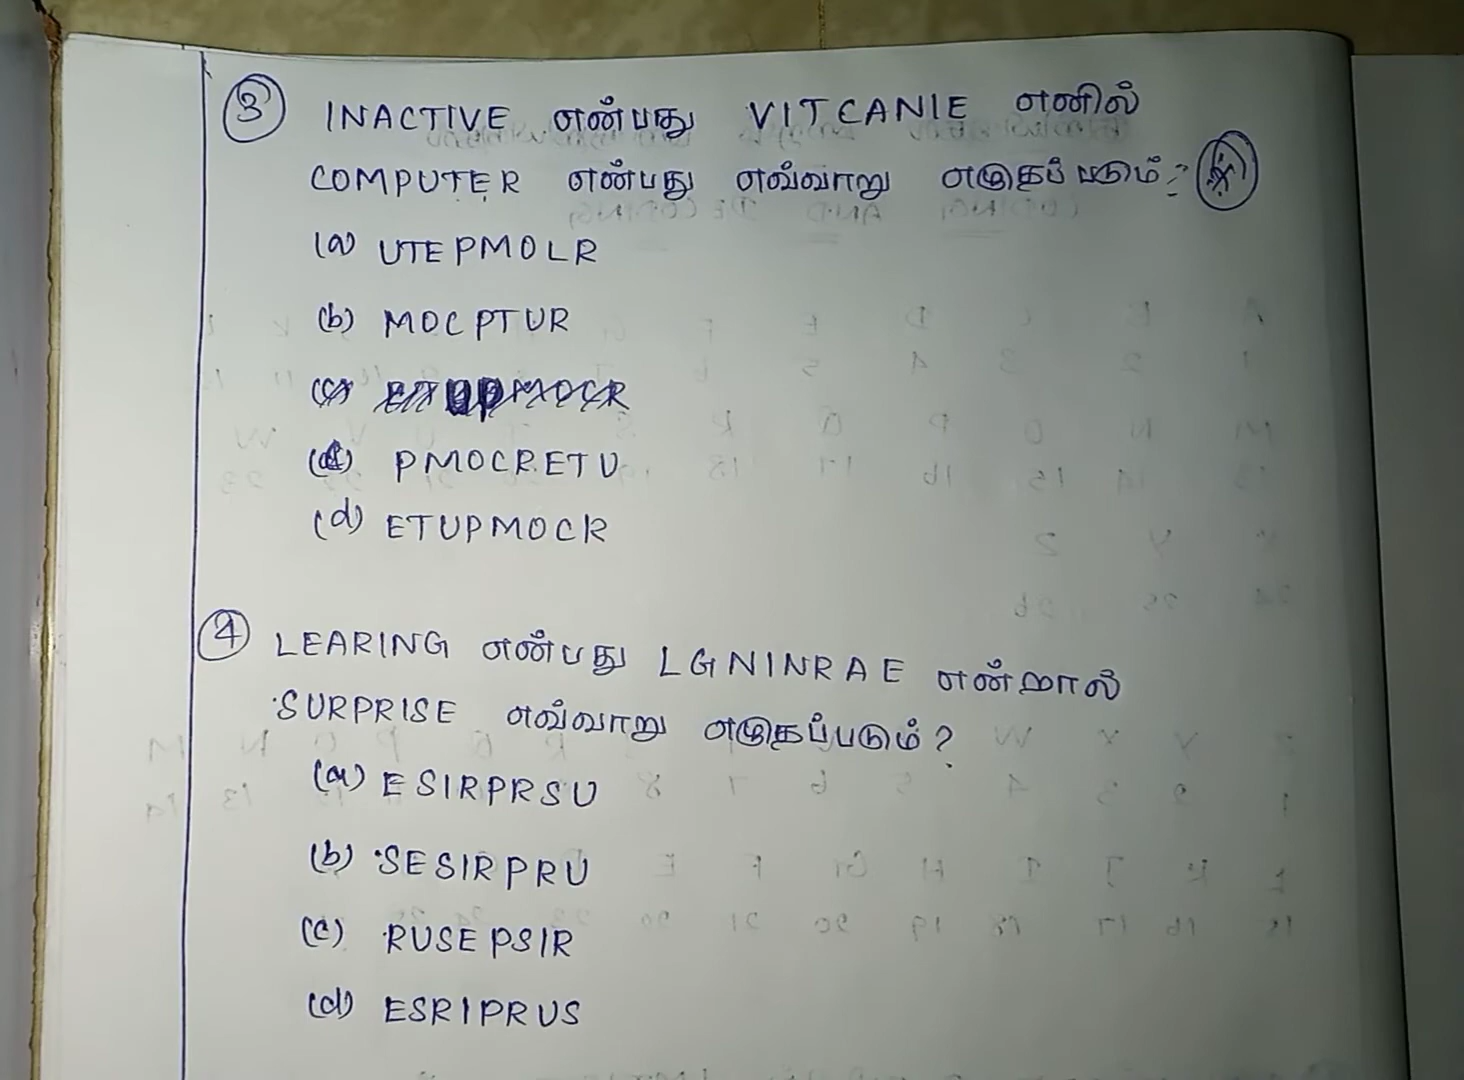 ③ INACTIVE என்பது VITCANIE எனில்
COMPUTER என்பது எவ்வாறு எழுதப் படும்?
(a) UTEPMOLR
(b) MOCPTUR
(c) PMOCRETU
(d) ETUPMOCR
④ LEARING என்பது LGNINRAE என்றால்
SURPRISE எவ்வாறு எழுதப்படும்?
(a) ESIRPRSU
(b) SESIRPRU
(c) RUSEPSIR
(d) ESRIPRUS